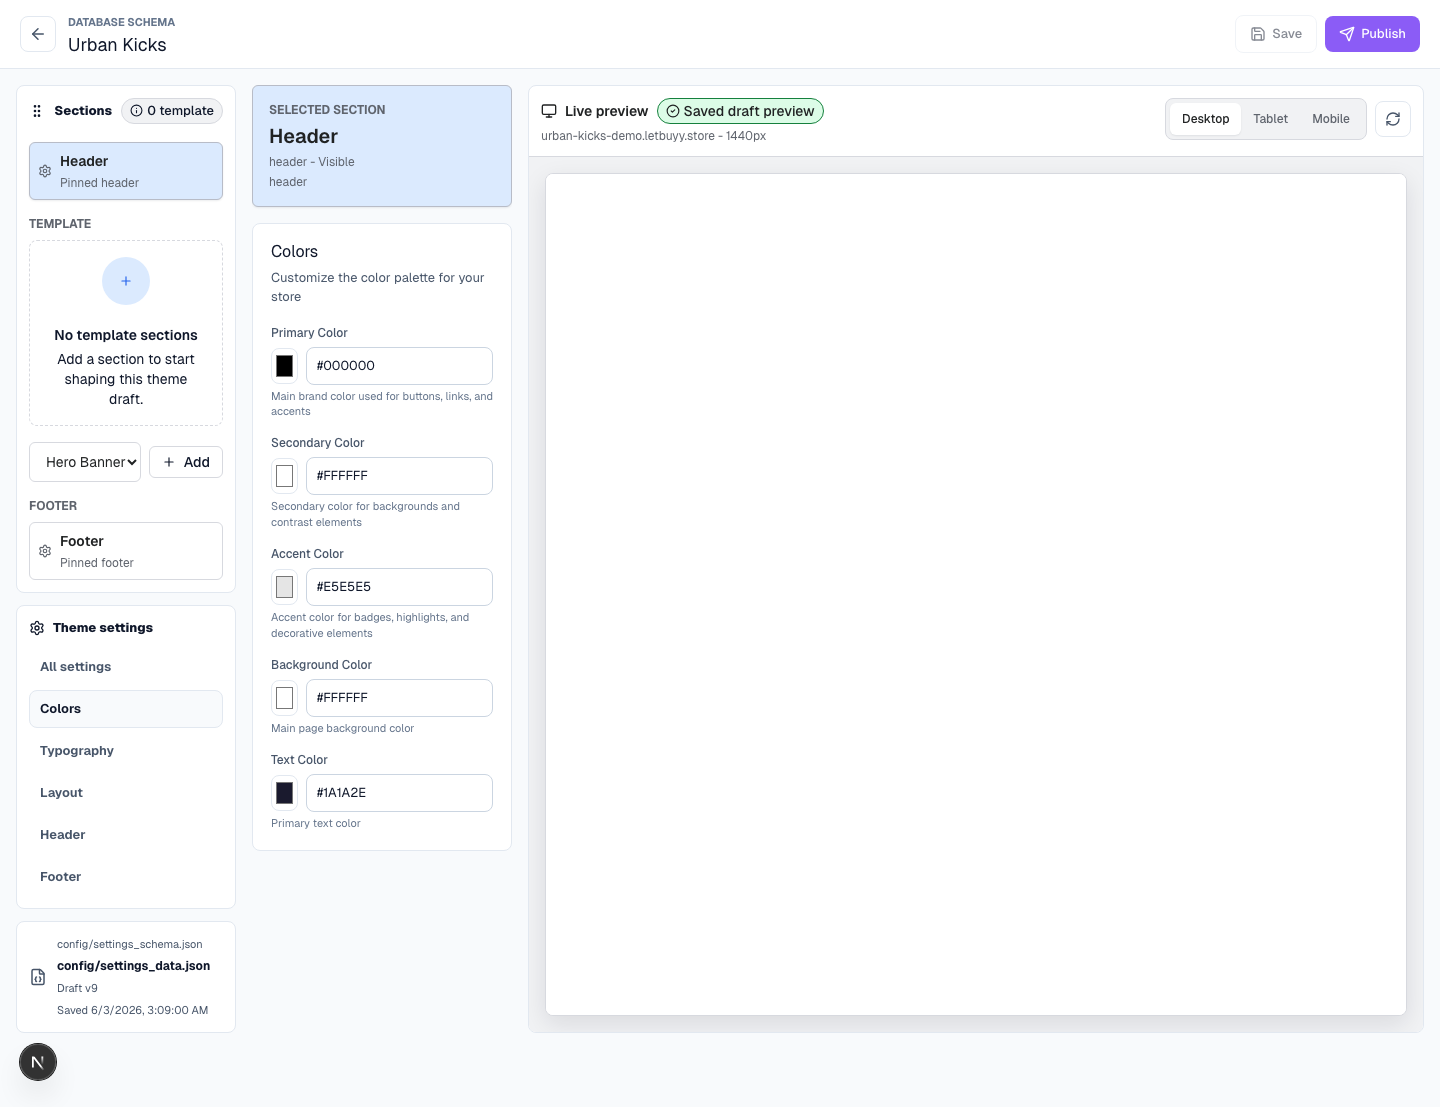 DATABASE SCHEMA
Urban Kicks
Save
Publish
Sections
0 template
Header
Pinned header
TEMPLATE
+
No template sections
Add a section to start
shaping this theme
draft.
Hero Banner
+ Add
FOOTER
Footer
Pinned footer
Theme settings
All settings
Colors
Typography
Layout
Header
Footer
config/settings_schema.json
config/settings_data.json
Draft v9
Saved 6/3/2026, 3:09:00 AM
N
SELECTED SECTION
Header
header - Visible
header
Colors
Customize the color palette for your
store
Primary Color
#000000
Main brand color used for buttons, links, and
accents
Secondary Color
#FFFFFF
Secondary color for backgrounds and
contrast elements
Accent Color
#E5E5E5
Accent color for badges, highlights, and
decorative elements
Background Color
#FFFFFF
Main page background color
Text Color
#1A1A2E
Primary text color
Live preview
Saved draft preview
urban-kicks-demo.letbuyy.store - 1440px
Desktop
Tablet
Mobile